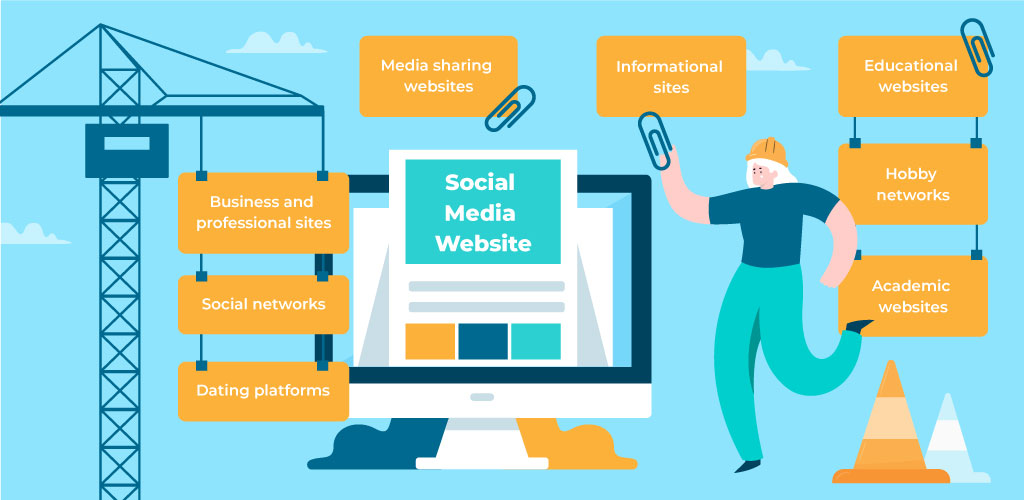 Media sharing
websites
Informational
sites
Educational
websites
Social
Media
Website
Business and
professional sites
Social networks
Dating platforms
Hobby
networks
Academic
websites